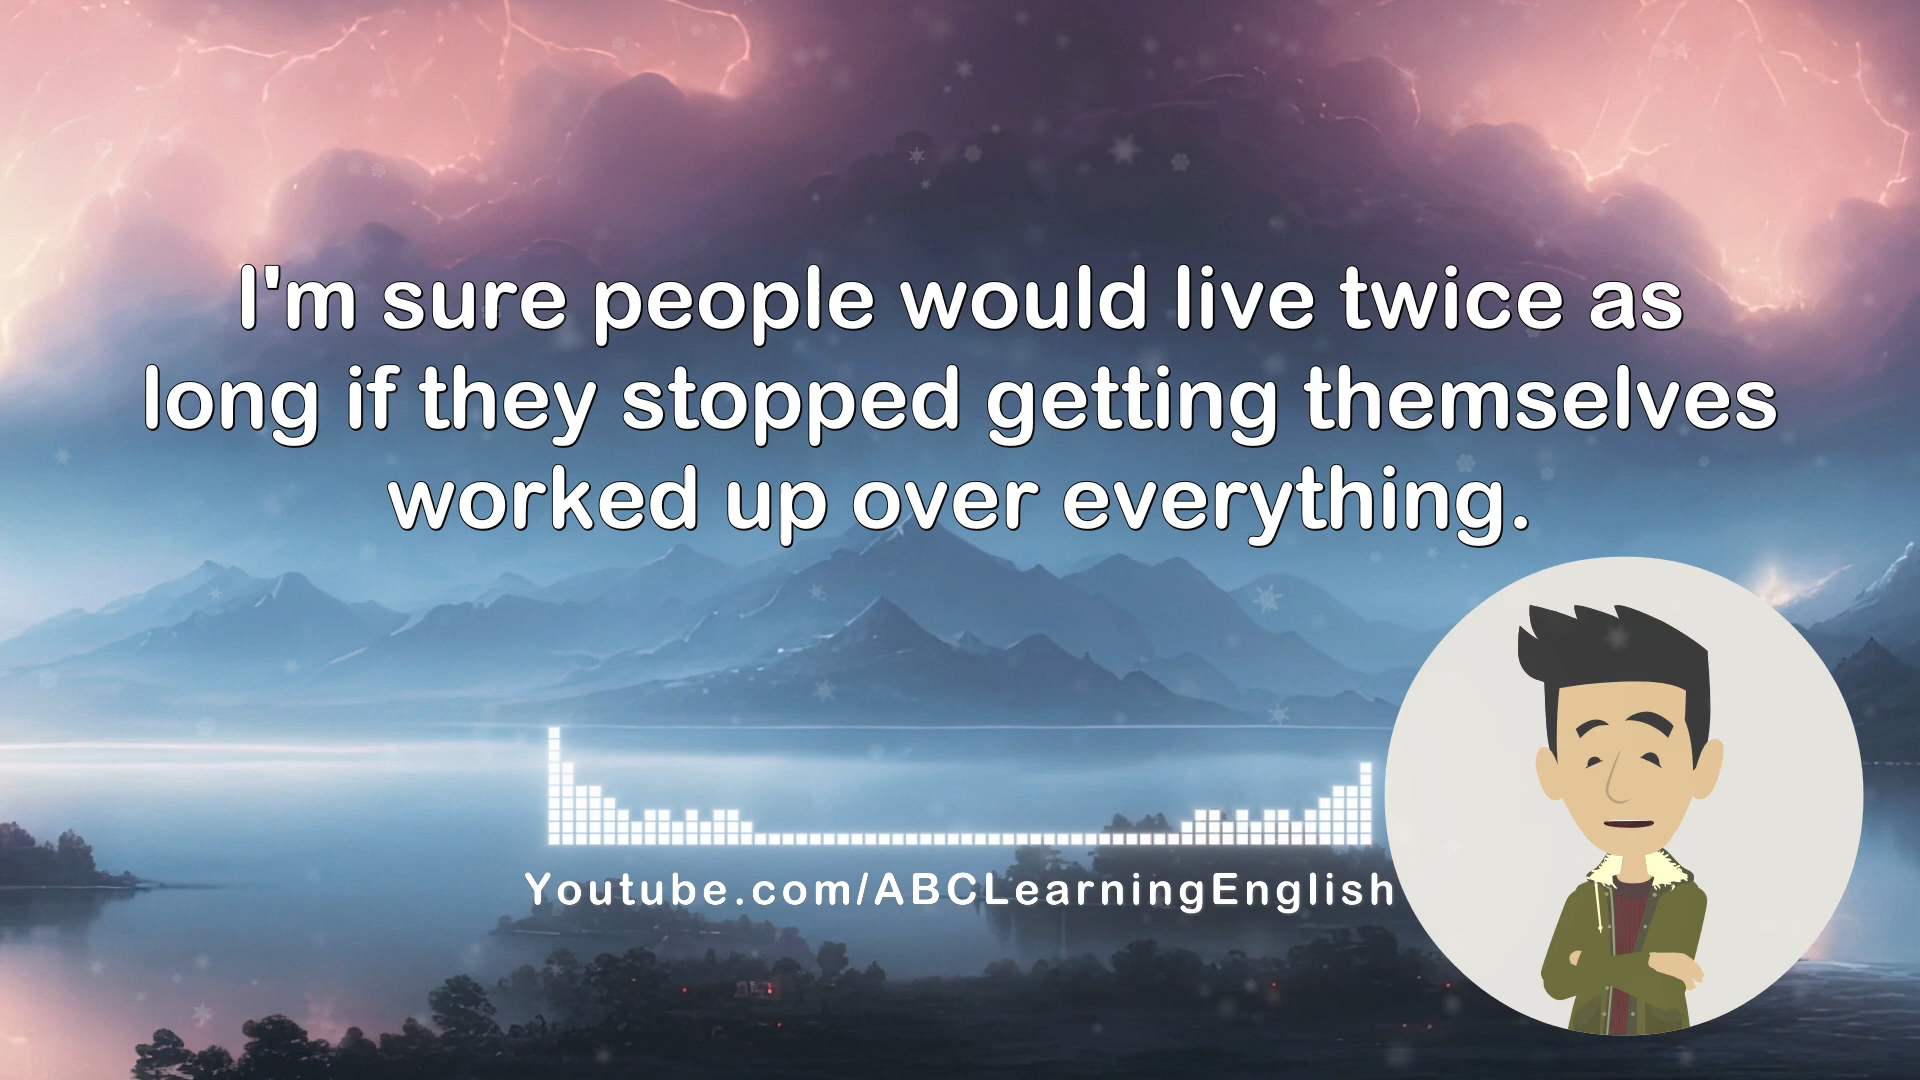 I'm sure people would live twice as
long if they stopped getting themselves
worked up over everything.
Youtube.com/ABCLearningEnglish